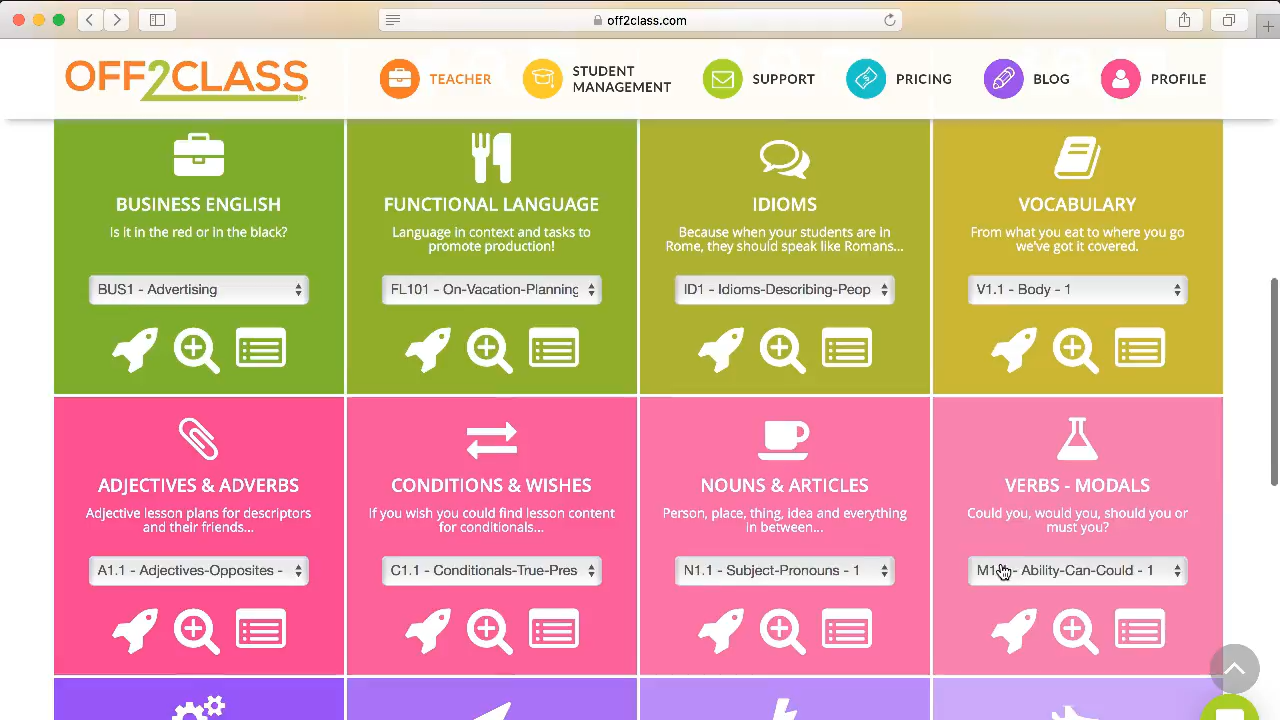 off2class.com
OFF2CLASS
TEACHER
STUDENT
MANAGEMENT
SUPPORT
PRICING
BLOG
PROFILE
BUSINESS ENGLISH
Is it in the red or in the black?
BUS1 - Advertising
FUNCTIONAL LANGUAGE
Language in context and tasks to
promote production!
FL101 - On-Vacation-Planning
IDIOMS
Because when your students are in
Rome, they should speak like Romans...
ID1 - Idioms-Describing-Peop
VOCABULARY
From what you eat to where you go
we've got it covered.
V1.1 - Body - 1
ADJECTIVES & ADVERBS
Adjective lesson plans for descriptors
and their friends...
A1.1 - Adjectives-Opposites -
CONDITIONS & WISHES
If you wish you could find lesson content
for conditionals...
C1.1 - Conditionals-True-Pres
NOUNS & ARTICLES
Person, place, thing, idea and everything
in between...
N1.1 - Subject-Pronouns - 1
VERBS - MODALS
Could you, would you, should you or
must you?
- Ability-Can-Could - 1